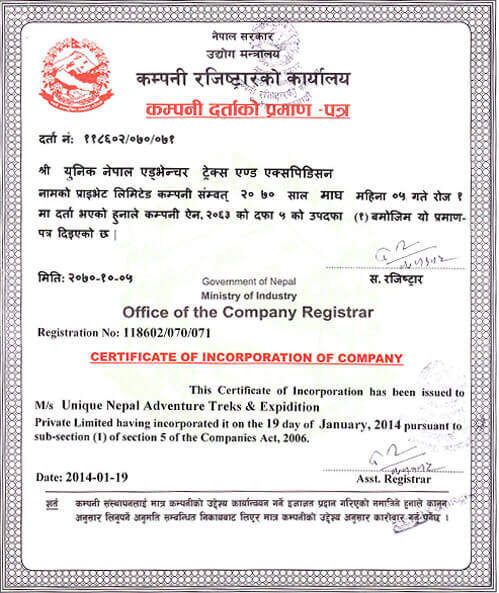 नेपाल सरकार
उद्योग मन्त्रालय
कम्पनी रजिष्ट्रारको कार्यालय
कम्पनी दर्ताको प्रमाण -पत्र
दर्ता नं: ११८६०२/०७०/०७१
श्री युनिक नेपाल एड्भेन्चर ट्रेक्स एण्ड एक्सपिडिसन
नामको प्राइभेट लिमिटेड कम्पनी संम्वत् २० ७० साल माघ महिना ०५ गते रोज १
मा दर्ता भएको हुनाले कम्पनी ऐन, २०६३ को दफा ५ को उपदफा (१) बमोजिम यो प्रमाण-
पत्र दिइएको छ |
मिति: २०७०-१०-०५
स. रजिष्ट्रार
Government of Nepal
Ministry of Industry
Office of the Company Registrar
Registration No: 118602/070/071
CERTIFICATE OF INCORPORATION OF COMPANY
This Certificate of Incorporation has been issued to
M/s Unique Nepal Adventure Treks & Expidition
Private Limited having incorporated it on the 19 day of January, 2014 pursuant to
sub-section (1) of section 5 of the Companies Act, 2006.
Date: 2014-01-19
Asst. Registrar
शर्त कम्पनी संस्थापनलाई मात्र कम्पनीको उद्देश्य कार्यान्वयन गर्ने इजाजत प्रदान गरिएको नमानिने हुनाले कानून
अनुसार लिनुपर्ने अनुमति सम्बन्धित निकायबाट लिएर मात्र कम्पनीको उद्देश्य अनुसार कारोबार गर्नु पर्नेछ ।